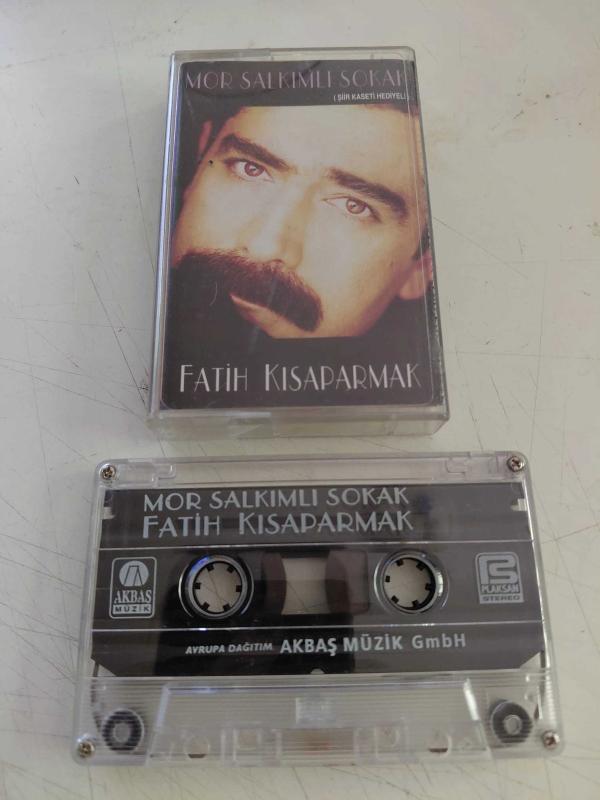 MOR SALKIMLI SOKAK
( ŞİİR KASETİ HEDİYELİ )
FATİH KISAPARMAK
MOR SALKIMLI SOKAK
FATİH KISAPARMAK
AKBAŞ
MÜZİK
PLAKSAN
STEREO
AVRUPA DAĞITIM AKBAŞ MÜZİK GmbH